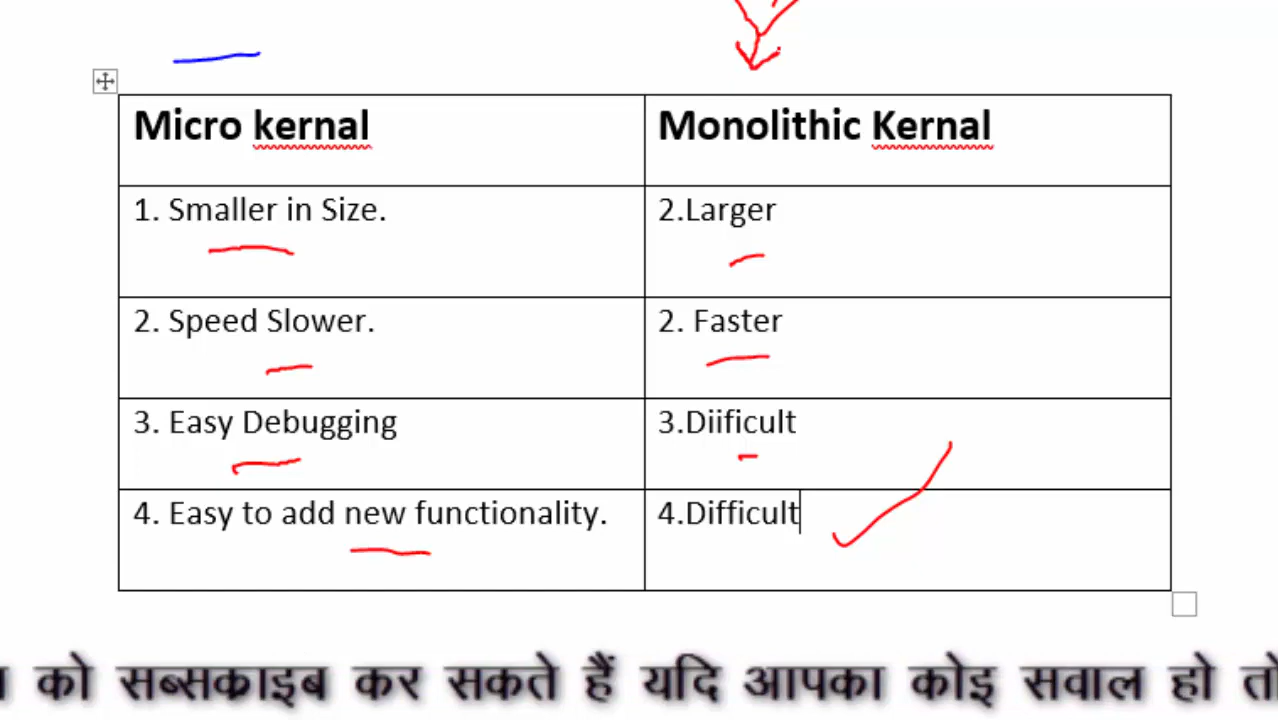 Micro kernal
Monolithic Kernal
1. Smaller in Size.
2.Larger
2. Speed Slower.
2. Faster
3. Easy Debugging
3.Diificult
4. Easy to add new functionality.
4.Difficult
को सब्सक्राइब कर सकते हैं यदि आपका कोइ सवाल हो तो